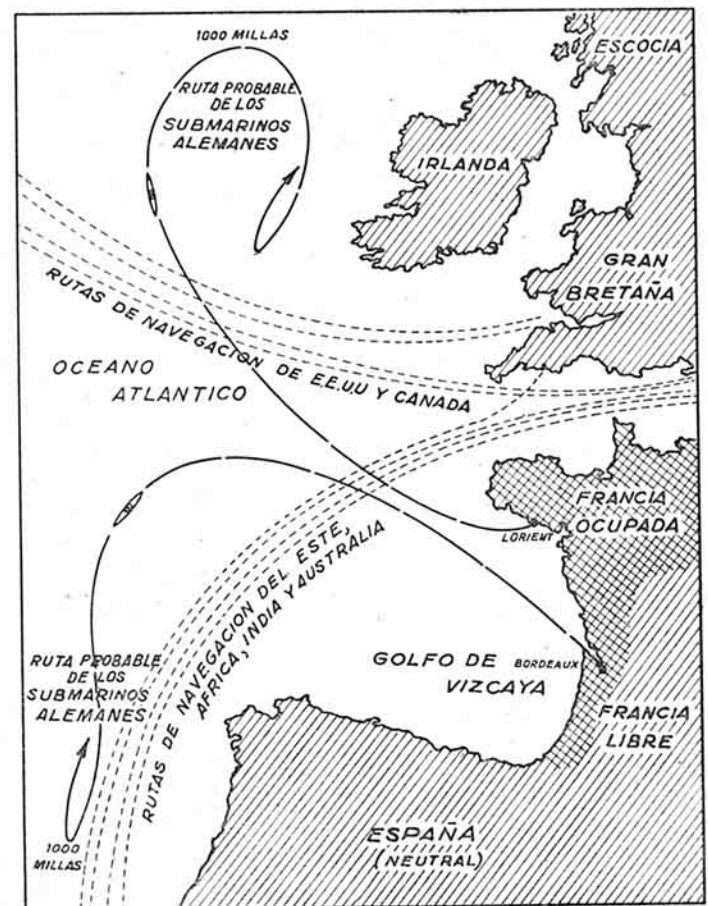 1000 MILLAS
ESCOCIA
RUTA PROBABLE
DE LOS
SUBMARINOS
ALEMANES
IRLANDA
GRAN
BRETAÑA
RUTAS DE NAVEGACION DE E.E.U.U Y CANADA
OCEANO
ATLANTICO
FRANCIA
OCUPADA
LORIENT
RUTAS DE NAVEGACION DEL ESTE,
AFRICA, INDIA Y AUSTRALIA
RUTA PROBABLE
DE LOS
SUBMARINOS
ALEMANES
GOLFO DE
VIZCAYA
BORDEAUX
FRANCIA
LIBRE
1000
MILLAS
ESPAÑA
(NEUTRAL)